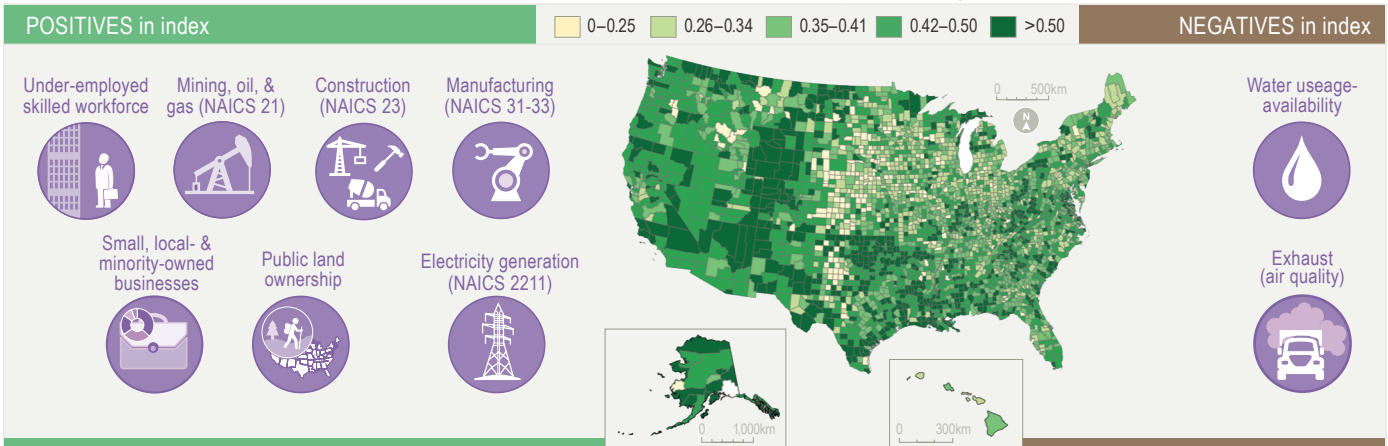 POSITIVES in index
0–0.25
0.26–0.34
0.35–0.41
0.42–0.50
>0.50
NEGATIVES in index
Under-employed
skilled workforce
Mining, oil, &
gas (NAICS 21)
Construction
(NAICS 23)
Manufacturing
(NAICS 31-33)
Small, local- &
minority-owned
businesses
Public land
ownership
Electricity generation
(NAICS 2211)
0 500km
N
0 1,000km
0 300km
Water useage-
availability
Exhaust
(air quality)